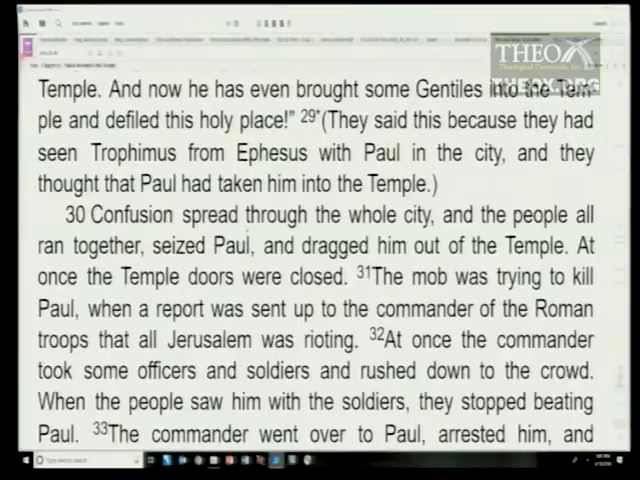 THEOX
THEOX.ORG
Temple. And now he has even brought some Gentiles into the Tem
ple and defiled this holy place!" 29*(They said this because they had
seen Trophimus from Ephesus with Paul in the city, and they
thought that Paul had taken him into the Temple.)
30 Confusion spread through the whole city, and the people all
ran together, seized Paul, and dragged him out of the Temple. At
once the Temple doors were closed. 31The mob was trying to kill
Paul, when a report was sent up to the commander of the Roman
troops that all Jerusalem was rioting. 32At once the commander
took some officers and soldiers and rushed down to the crowd.
When the people saw him with the soldiers, they stopped beating
Paul. 33The commander went over to Paul, arrested him, and